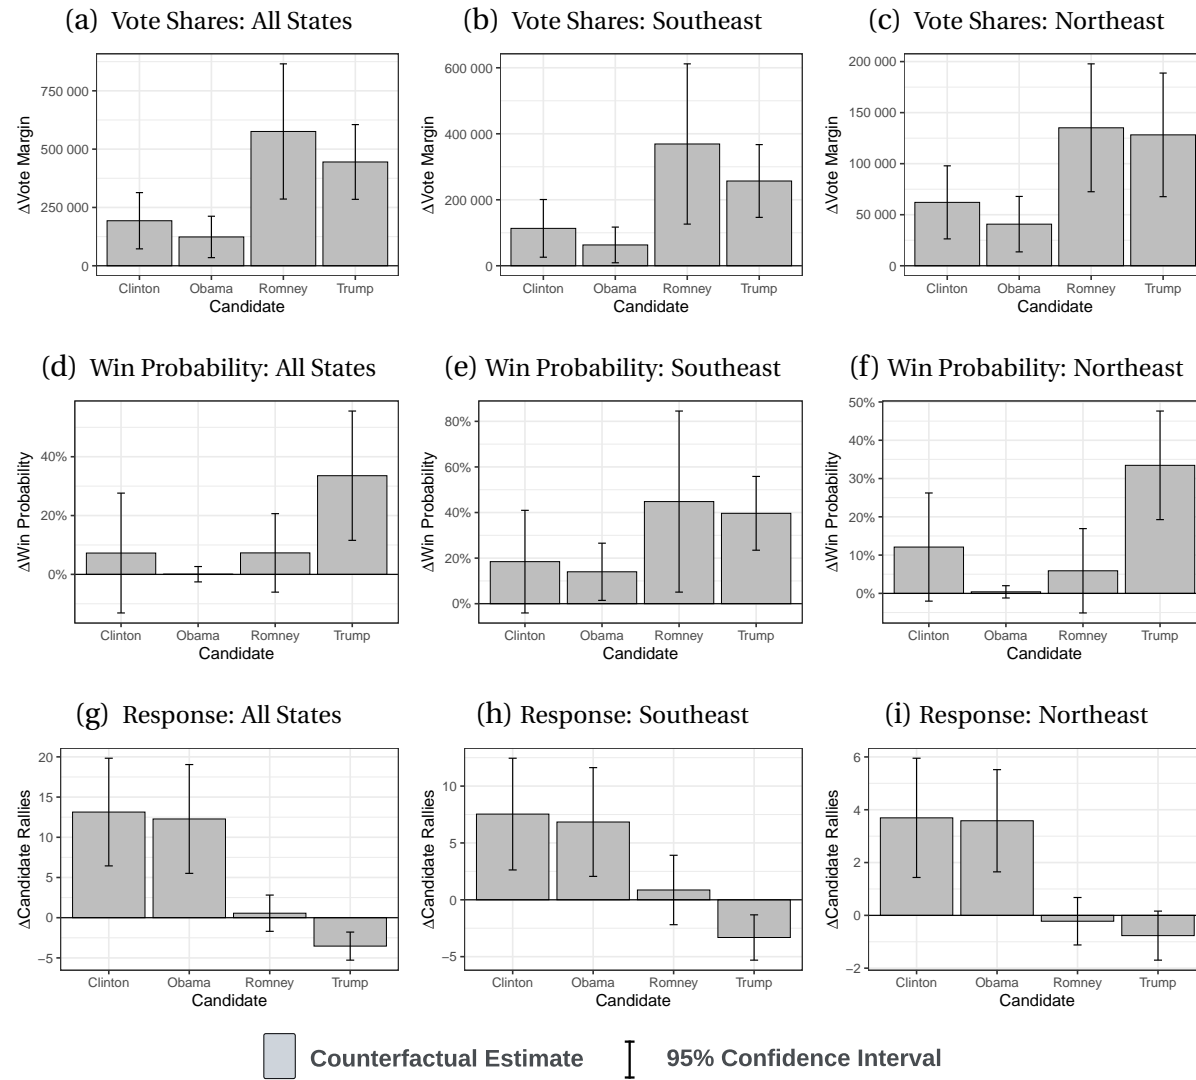 (a) Vote Shares: All States
(b) Vote Shares: Southeast
(c) Vote Shares: Northeast
ΔVote Margin
750 000
500 000
250 000
0
Clinton Obama Romney Trump
Candidate
ΔVote Margin
600 000
400 000
200 000
0
Clinton Obama Romney Trump
Candidate
ΔVote Margin
200 000
150 000
100 000
50 000
0
Clinton Obama Romney Trump
Candidate
(d) Win Probability: All States
(e) Win Probability: Southeast
(f) Win Probability: Northeast
ΔWin Probability
40%
20%
0%
Clinton Obama Romney Trump
Candidate
ΔWin Probability
80%
60%
40%
20%
0%
Clinton Obama Romney Trump
Candidate
ΔWin Probability
50%
40%
30%
20%
10%
0%
Clinton Obama Romney Trump
Candidate
(g) Response: All States
(h) Response: Southeast
(i) Response: Northeast
ΔCandidate Rallies
20
15
10
5
0
−5
Clinton Obama Romney Trump
Candidate
ΔCandidate Rallies
10
5
0
−5
Clinton Obama Romney Trump
Candidate
ΔCandidate Rallies
6
4
2
0
−2
Clinton Obama Romney Trump
Candidate
Counterfactual Estimate 95% Confidence Interval